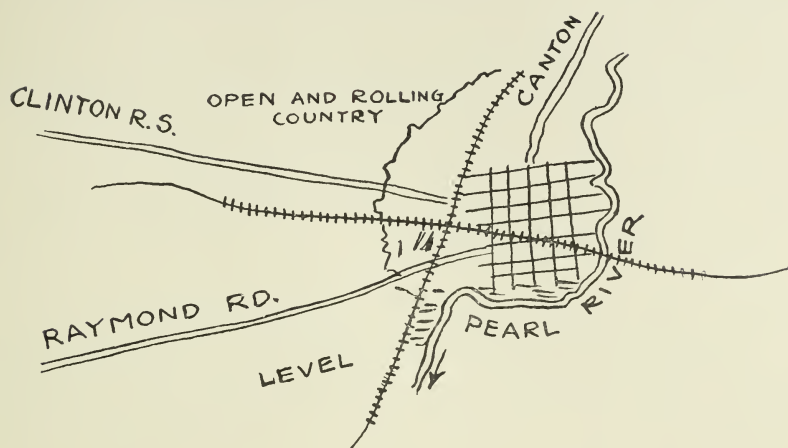 CANTON
CLINTON R.S.
OPEN AND ROLLING
COUNTRY
RAYMOND RD.
LEVEL
PEARL
RIVER